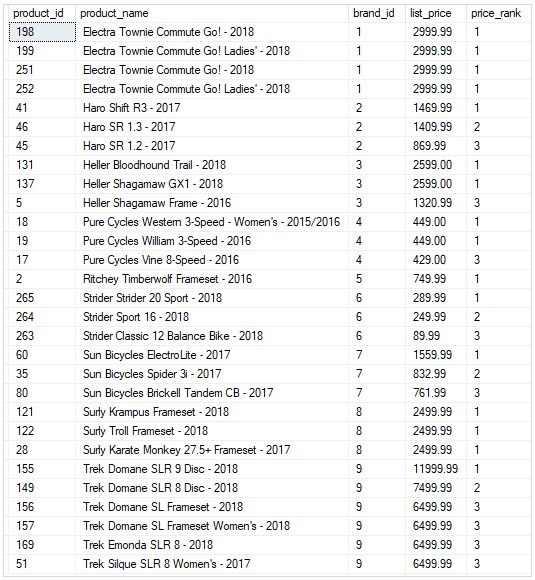 product_id product_name brand_id list_price price_rank
198 Electra Townie Commute Go! - 2018 1 2999.99 1
199 Electra Townie Commute Go! Ladies' - 2018 1 2999.99 1
251 Electra Townie Commute Go! - 2018 1 2999.99 1
252 Electra Townie Commute Go! Ladies' - 2018 1 2999.99 1
41 Haro Shift R3 - 2017 2 1469.99 1
46 Haro SR 1.3 - 2017 2 1409.99 2
45 Haro SR 1.2 - 2017 2 869.99 3
131 Heller Bloodhound Trail - 2018 3 2599.00 1
137 Heller Shagamaw GX1 - 2018 3 2599.00 1
5 Heller Shagamaw Frame - 2016 3 1320.99 3
18 Pure Cycles Western 3-Speed - Women's - 2015/2016 4 449.00 1
19 Pure Cycles William 3-Speed - 2016 4 449.00 1
17 Pure Cycles Vine 8-Speed - 2016 4 429.00 3
2 Ritchey Timberwolf Frameset - 2016 5 749.99 1
265 Strider Strider 20 Sport - 2018 6 289.99 1
264 Strider Sport 16 - 2018 6 249.99 2
263 Strider Classic 12 Balance Bike - 2018 6 89.99 3
60 Sun Bicycles ElectroLite - 2017 7 1559.99 1
35 Sun Bicycles Spider 3i - 2017 7 832.99 2
80 Sun Bicycles Brickell Tandem CB - 2017 7 761.99 3
121 Surly Krampus Frameset - 2018 8 2499.99 1
122 Surly Troll Frameset - 2018 8 2499.99 1
28 Surly Karate Monkey 27.5+ Frameset - 2017 8 2499.99 1
155 Trek Domane SLR 9 Disc - 2018 9 11999.99 1
149 Trek Domane SLR 8 Disc - 2018 9 7499.99 2
156 Trek Domane SL Frameset - 2018 9 6499.99 3
157 Trek Domane SL Frameset Women's - 2018 9 6499.99 3
169 Trek Emonda SLR 8 - 2018 9 6499.99 3
51 Trek Silque SLR 8 Women's - 2017 9 6499.99 3